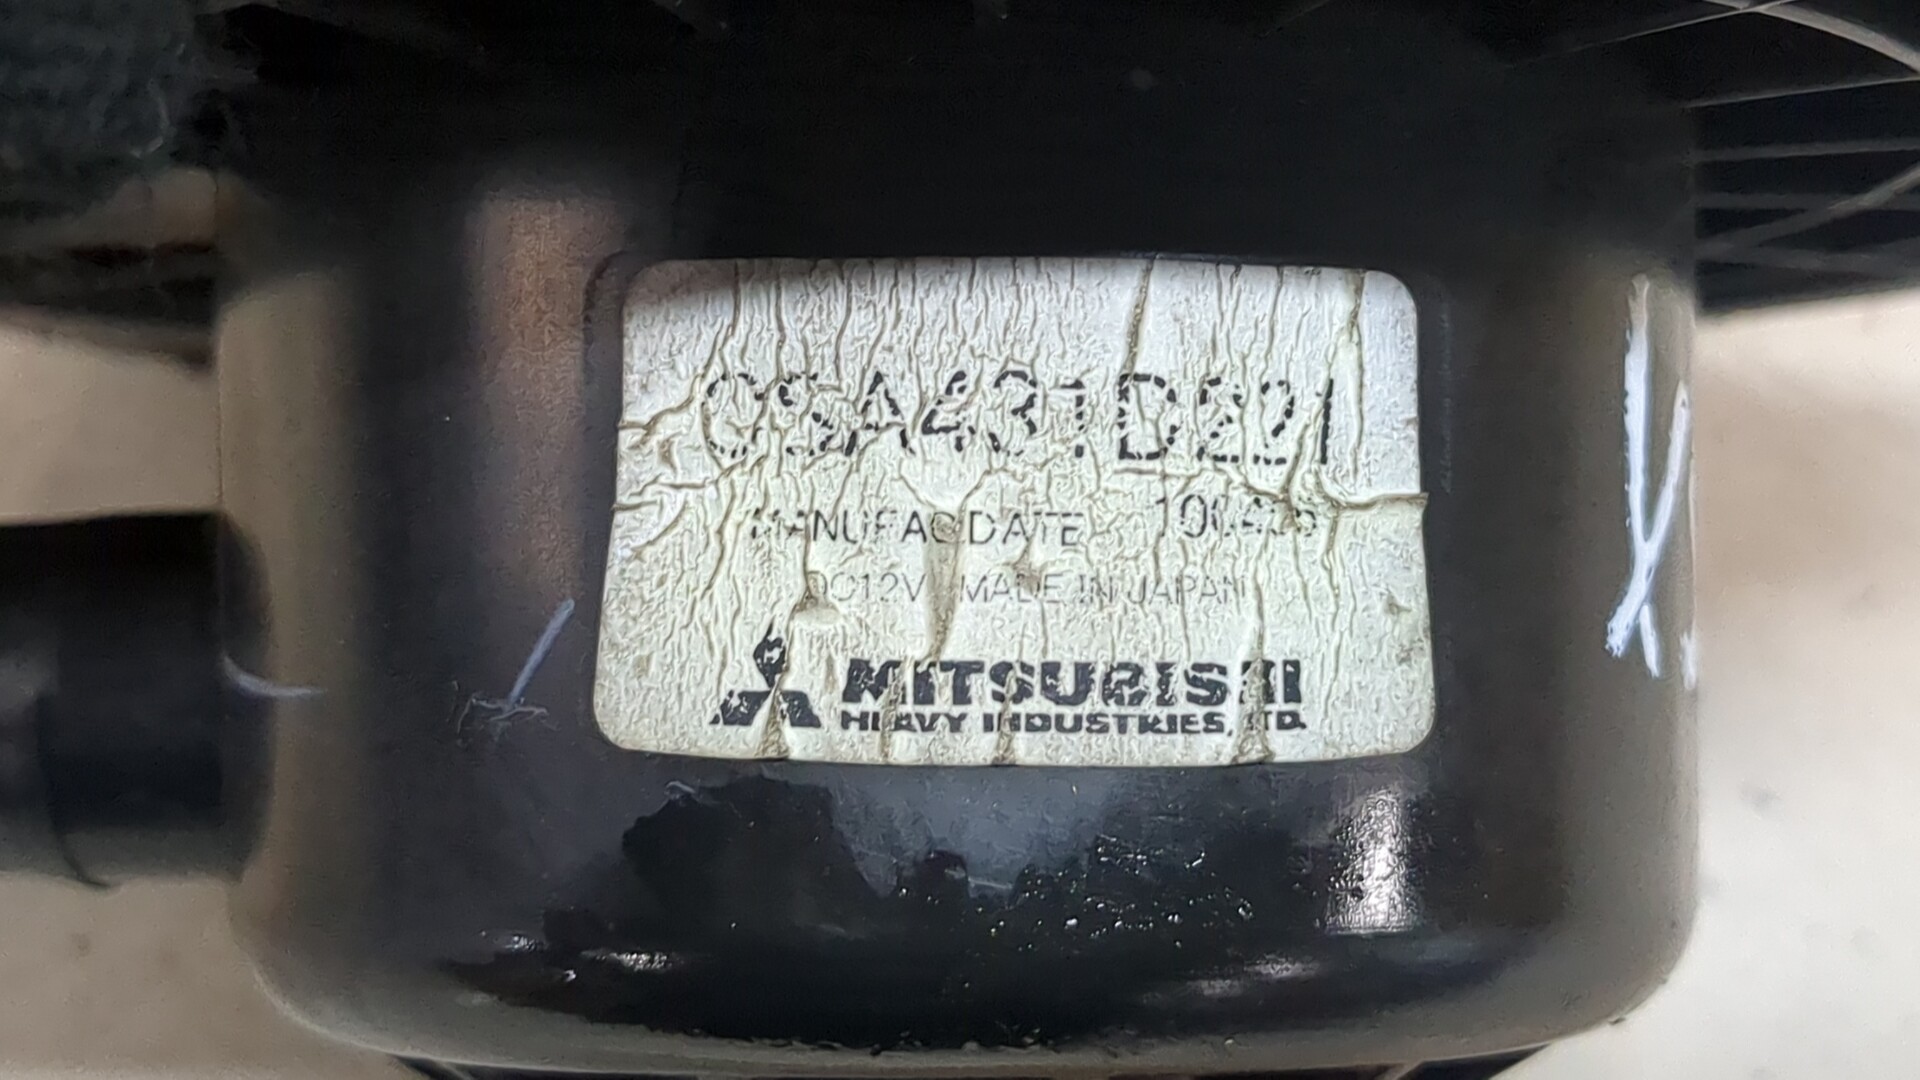 CSA431D221
MANUFAC DATE
DC12V MADE IN JAPAN
MITSUBISHI
HEAVY INDUSTRIES, LTD.